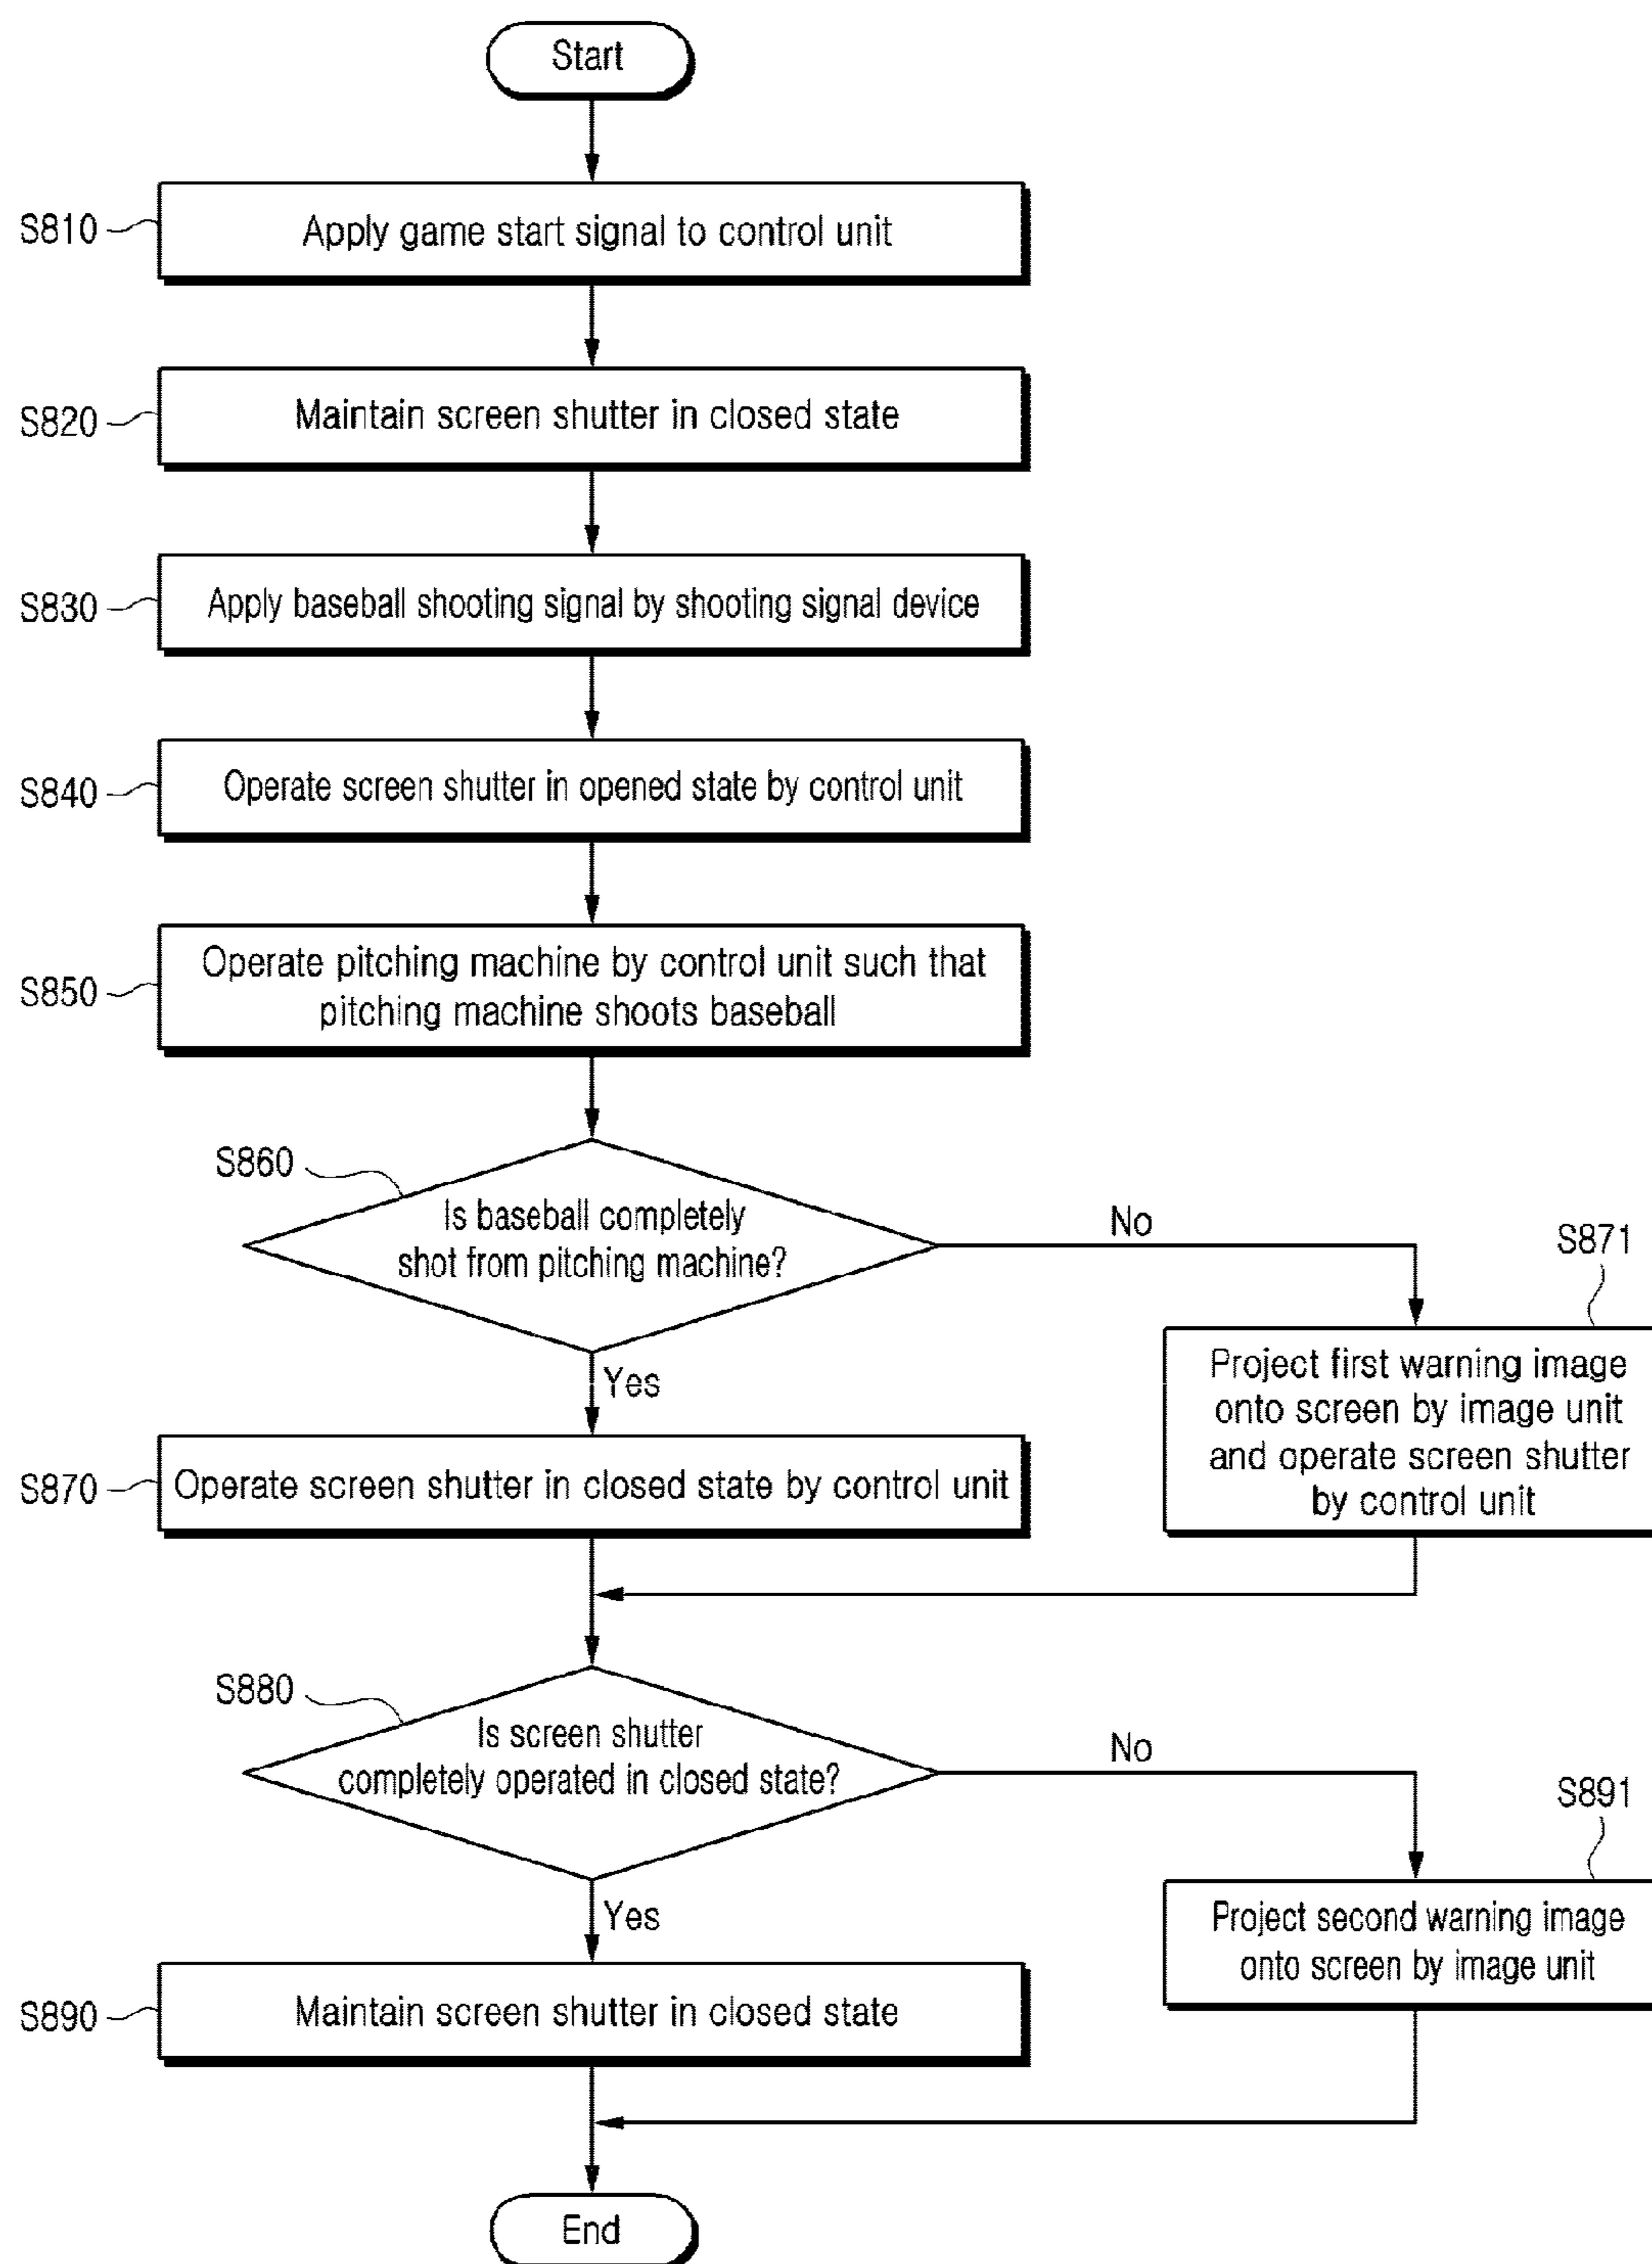 Start
S810
Apply game start signal to control unit
S820
Maintain screen shutter in closed state
S830
Apply baseball shooting signal by shooting signal device
S840
Operate screen shutter in opened state by control unit
S850
Operate pitching machine by control unit such that
pitching machine shoots baseball
S860
Is baseball completely
shot from pitching machine?
No
S871
Project first warning image
onto screen by image unit
and operate screen shutter
by control unit
Yes
S870
Operate screen shutter in closed state by control unit
S880
Is screen shutter
completely operated in closed state?
No
S891
Project second warning image
onto screen by image unit
Yes
S890
Maintain screen shutter in closed state
End